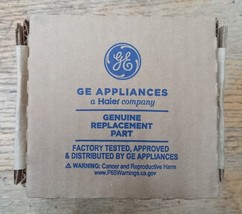 GE
GE APPLIANCES
a Haier company
GENUINE
REPLACEMENT
PART
FACTORY TESTED, APPROVED
& DISTRIBUTED BY GE APPLIANCES
⚠ WARNING: Cancer and Reproductive Harm
www.P65Warnings.ca.gov